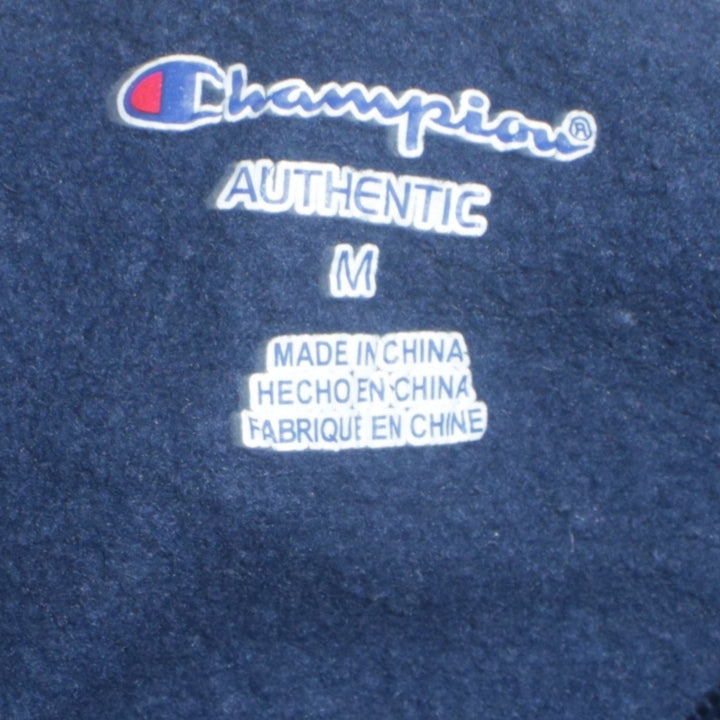 Champion®
AUTHENTIC
M
MADE IN CHINA
HECHO EN CHINA
FABRIQUE EN CHINE